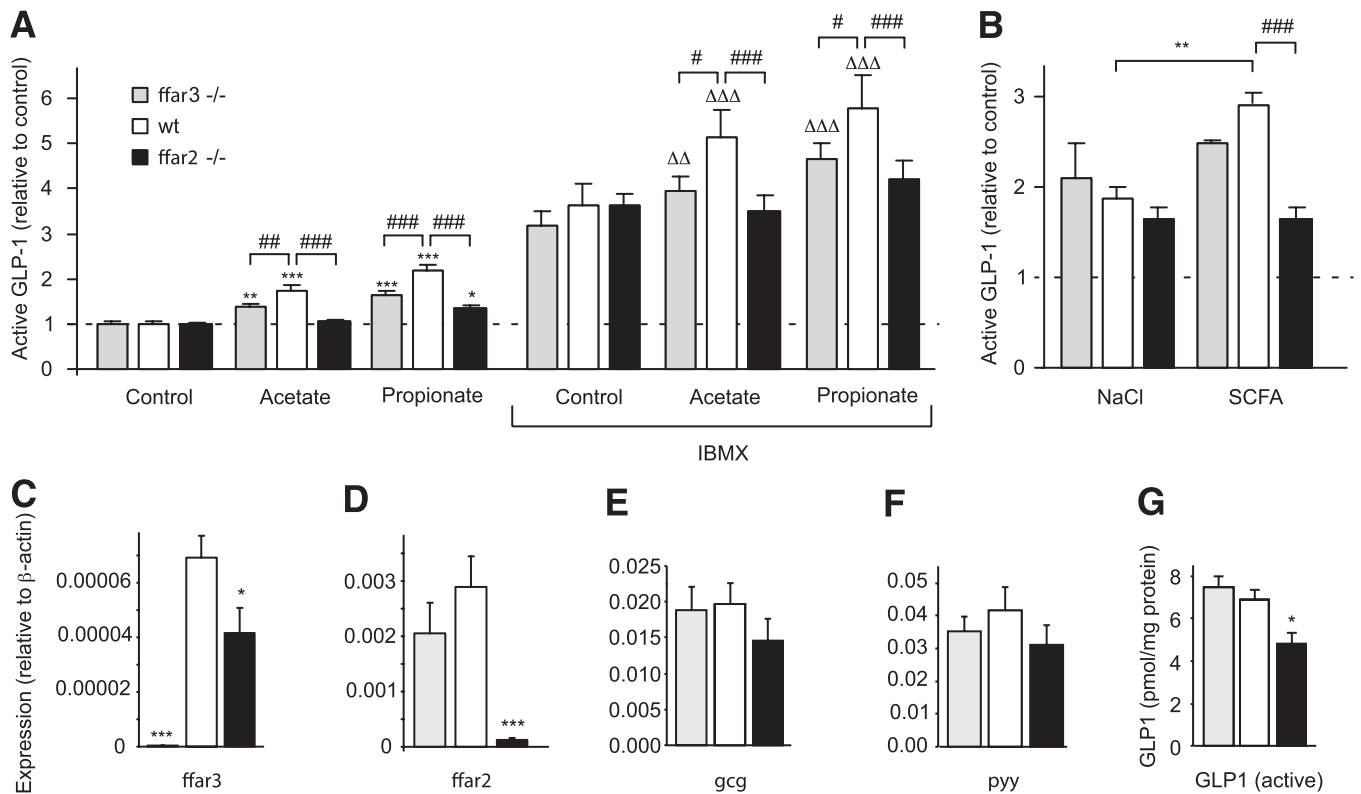 A
Active GLP-1 (relative to control)
6
5
4
3
2
1
0
ffar3 -/-
wt
ffar2 -/-
## ###
** ***
### ###
*** *** *
# ###
ΔΔ ΔΔΔ
# ###
ΔΔΔ ΔΔΔ
Control Acetate Propionate Control Acetate Propionate
IBMX
B
Active GLP-1 (relative to control)
3
2
1
0
**
###
NaCl SCFA
C
Expression (relative to β-actin)
0.00006
0.00004
0.00002
0
***
*
ffar3
D
0.003
0.002
0.001
0
***
ffar2
E
0.025
0.020
0.015
0.010
0.005
0.000
gcg
F
0.05
0.04
0.03
0.02
0.01
0.00
pyy
G
GLP1 (pmol/mg protein)
8
6
4
2
0
*
GLP1 (active)